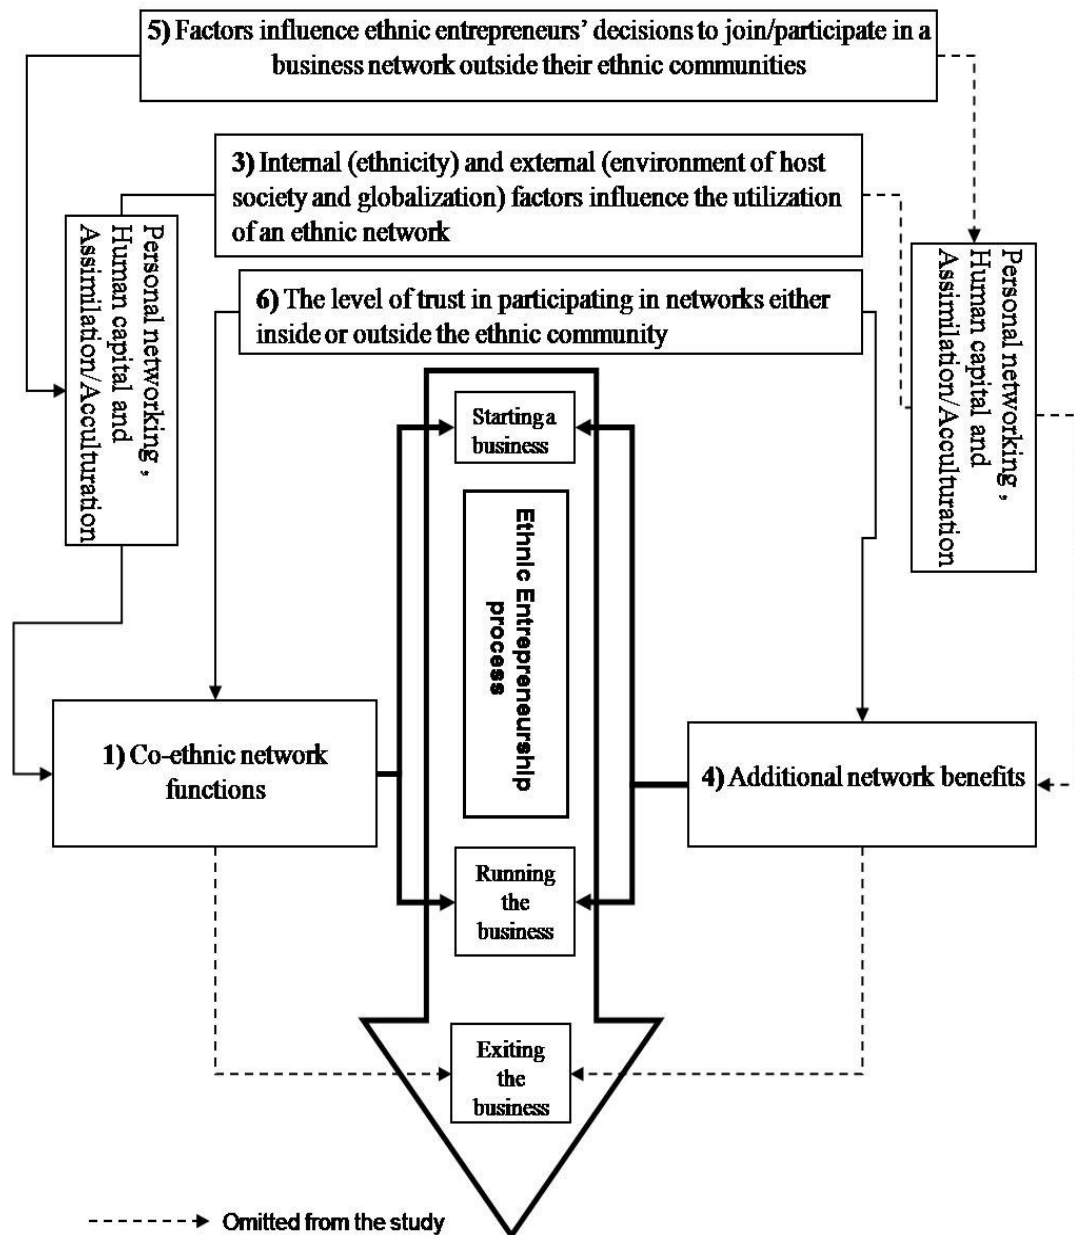 5) Factors influence ethnic entrepreneurs’ decisions to join/participate in a
business network outside their ethnic communities
3) Internal (ethnicity) and external (environment of host
society and globalization) factors influence the utilization
of an ethnic network
6) The level of trust in participating in networks either
inside or outside the ethnic community
Personal networking ,
Human capital and
Assimilation/Acculturation
Personal networking ,
Human capital and
Assimilation/Acculturation
Starting a
business
Ethnic Entrepreneurship
process
1) Co-ethnic network
functions
4) Additional network benefits
Running
the
business
Exiting
the
business
Omitted from the study